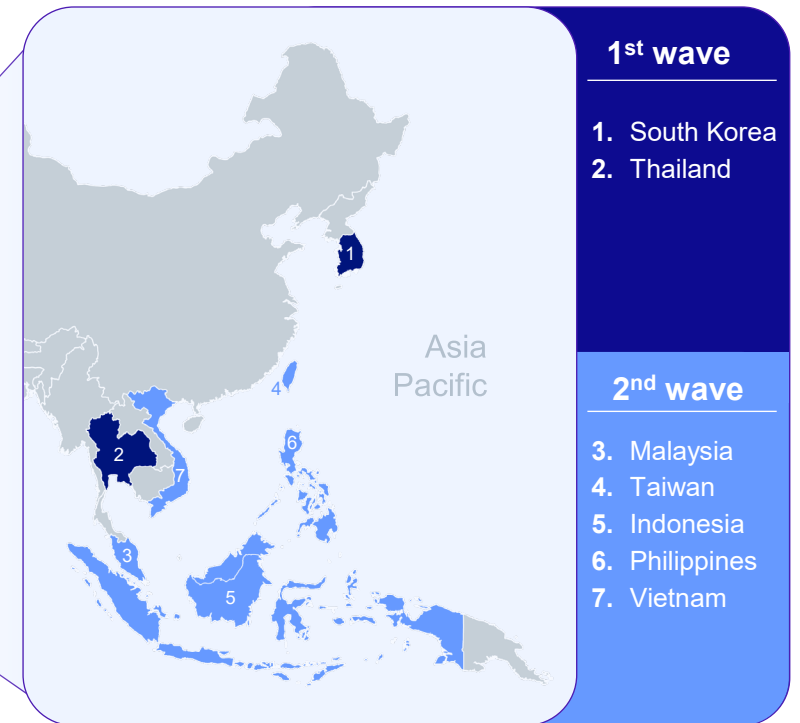 1st wave
1. South Korea
2. Thailand
1
Asia
Pacific
4
2nd wave
6
2
7
3. Malaysia
4. Taiwan
5. Indonesia
6. Philippines
7. Vietnam
3
5